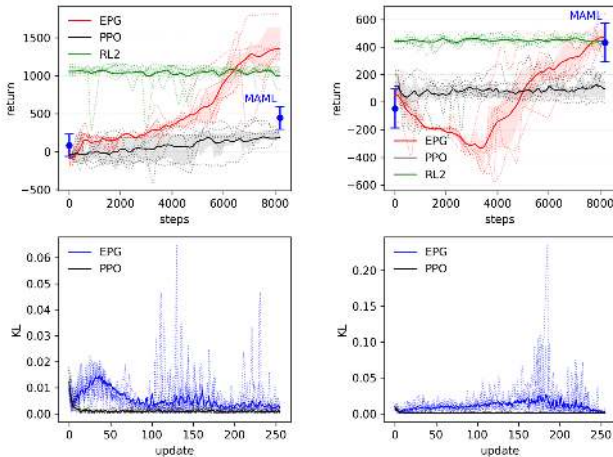 EPG
PPO
RL2
MAML
return
1500
1000
500
0
−500
0 2000 4000 6000 8000
steps
MAML
EPG
PPO
RL2
return
600
400
200
0
−200
−400
−600
0 2000 4000 6000 8000
steps
EPG
PPO
KL
0.06
0.05
0.04
0.03
0.02
0.01
0.00
0 50 100 150 200 250
update
EPG
PPO
KL
0.20
0.15
0.10
0.05
0.00
0 50 100 150 200 250
update